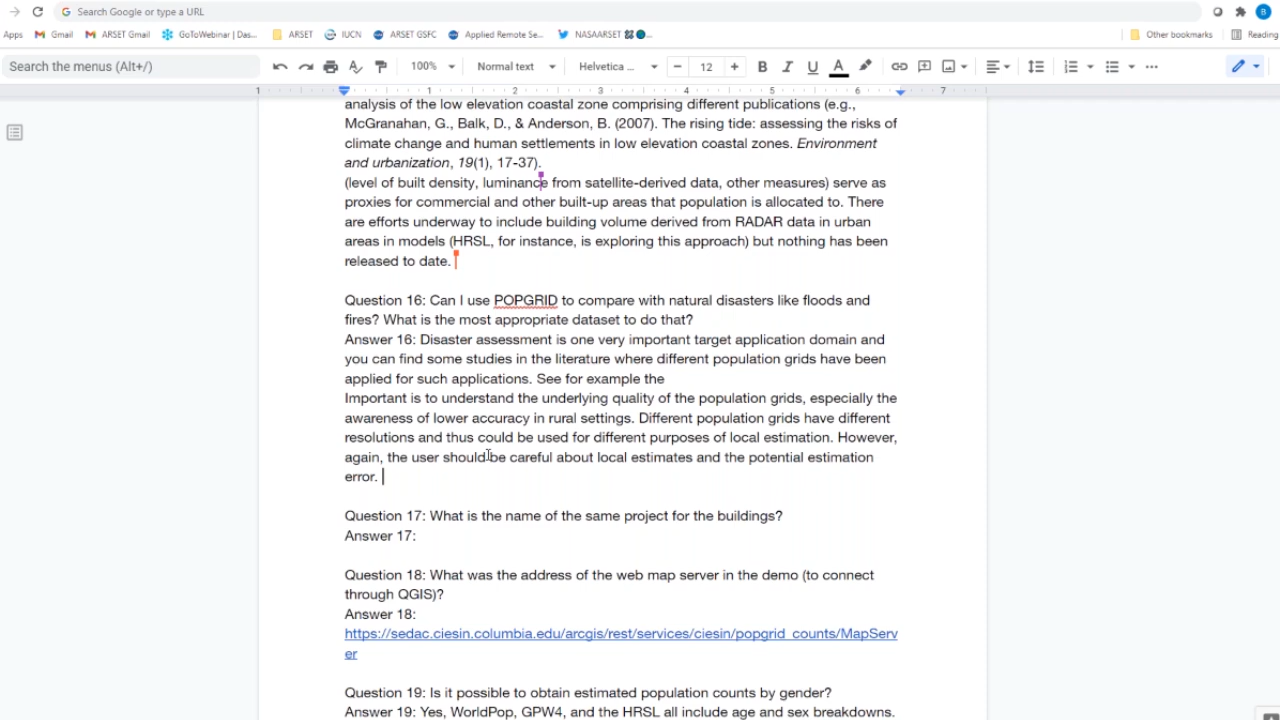 Search Google or type a URL
B
Apps Gmail ARSET Gmail GoToWebinar | Das... ARSET IUCN ARSET GSFC Applied Remote Se... NASAARSET Other bookmarks Reading
Search the menus (Alt+/) 100% Normal text Helvetica ... − 12 + B I U A
1 1 2 3 4 5 6 7
analysis of the low elevation coastal zone comprising different publications (e.g.,
McGranahan, G., Balk, D., & Anderson, B. (2007). The rising tide: assessing the risks of
climate change and human settlements in low elevation coastal zones. Environment
and urbanization, 19(1), 17-37).
(level of built density, luminance from satellite-derived data, other measures) serve as
proxies for commercial and other built-up areas that population is allocated to. There
are efforts underway to include building volume derived from RADAR data in urban
areas in models (HRSL, for instance, is exploring this approach) but nothing has been
released to date.
Question 16: Can I use POPGRID to compare with natural disasters like floods and
fires? What is the most appropriate dataset to do that?
Answer 16: Disaster assessment is one very important target application domain and
you can find some studies in the literature where different population grids have been
applied for such applications. See for example the
Important is to understand the underlying quality of the population grids, especially the
awareness of lower accuracy in rural settings. Different population grids have different
resolutions and thus could be used for different purposes of local estimation. However,
again, the user should be careful about local estimates and the potential estimation
error.
Question 17: What is the name of the same project for the buildings?
Answer 17:
Question 18: What was the address of the web map server in the demo (to connect
through QGIS)?
Answer 18:
https://sedac.ciesin.columbia.edu/arcgis/rest/services/ciesin/popgrid_counts/MapServ
er
Question 19: Is it possible to obtain estimated population counts by gender?
Answer 19: Yes, WorldPop, GPW4, and the HRSL all include age and sex breakdowns.